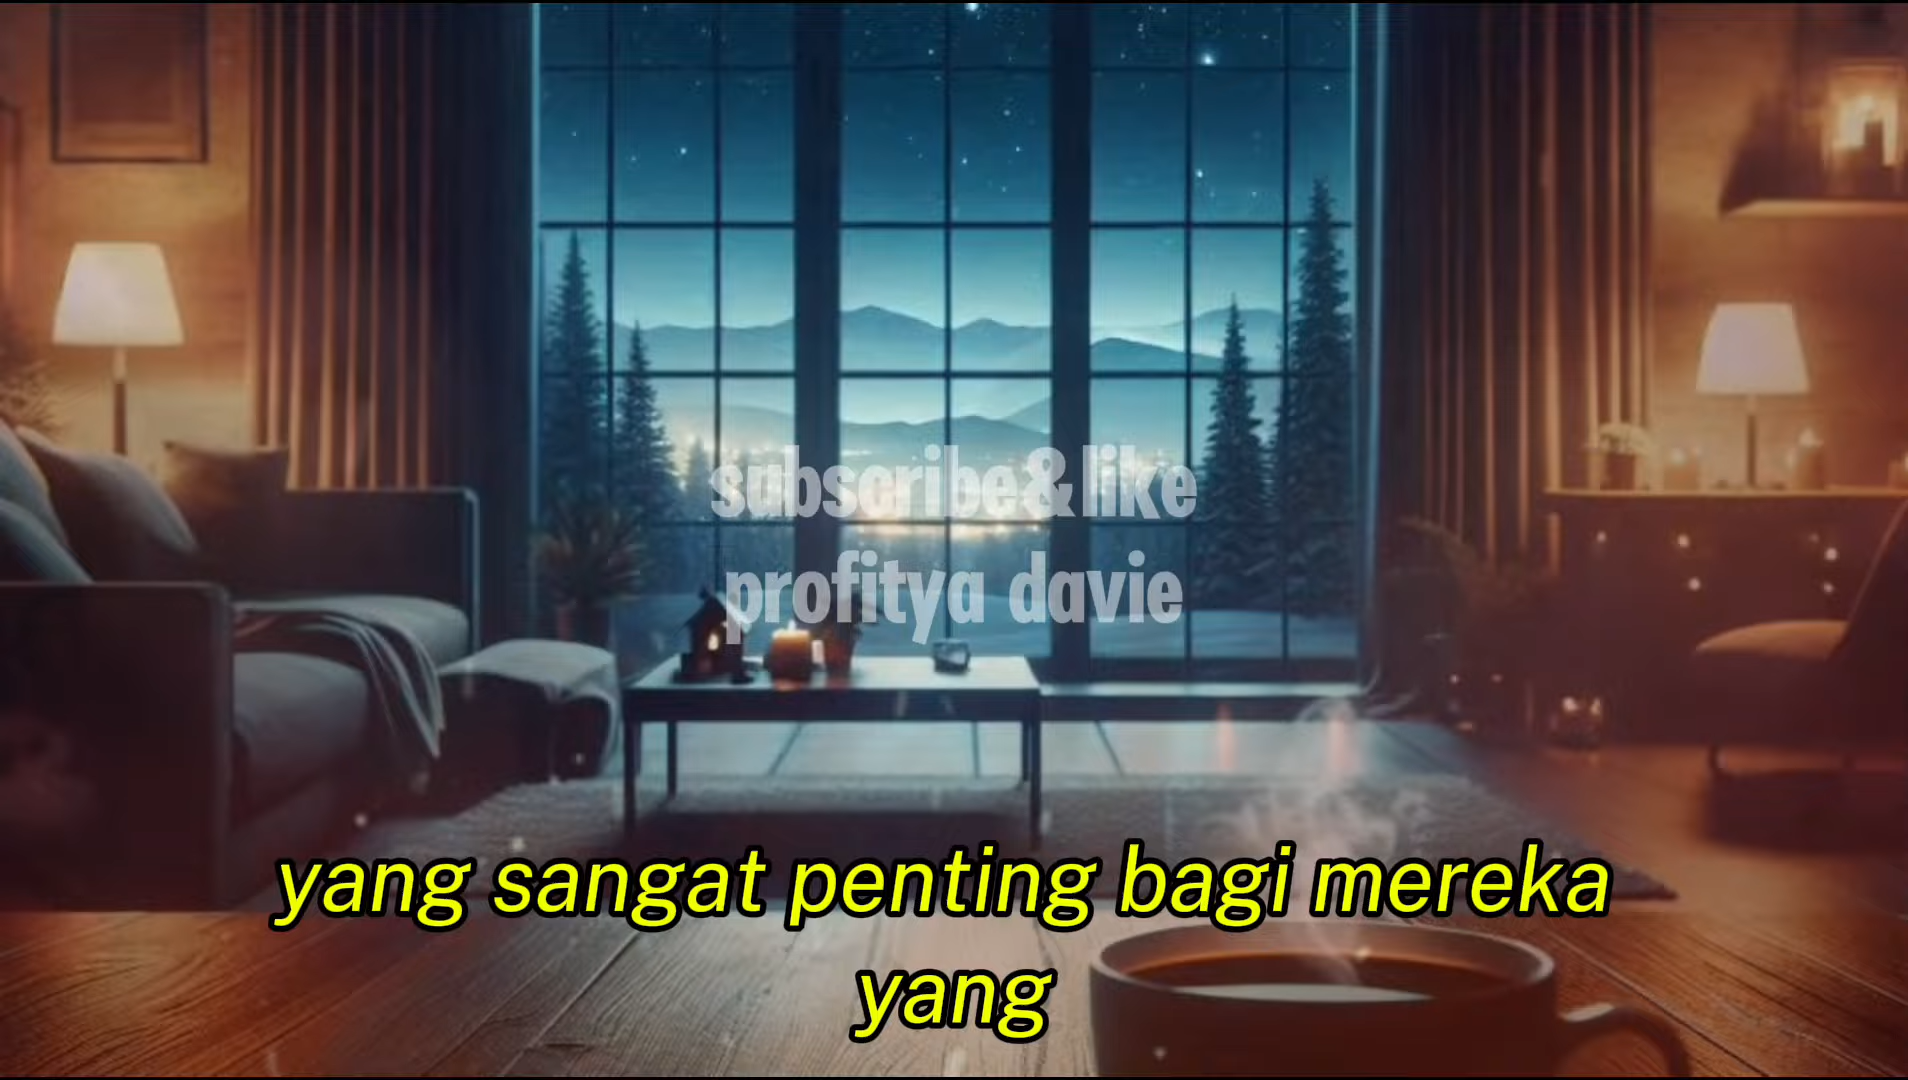 subscribe&like
profitya davie
yang sangat penting bagi mereka
yang